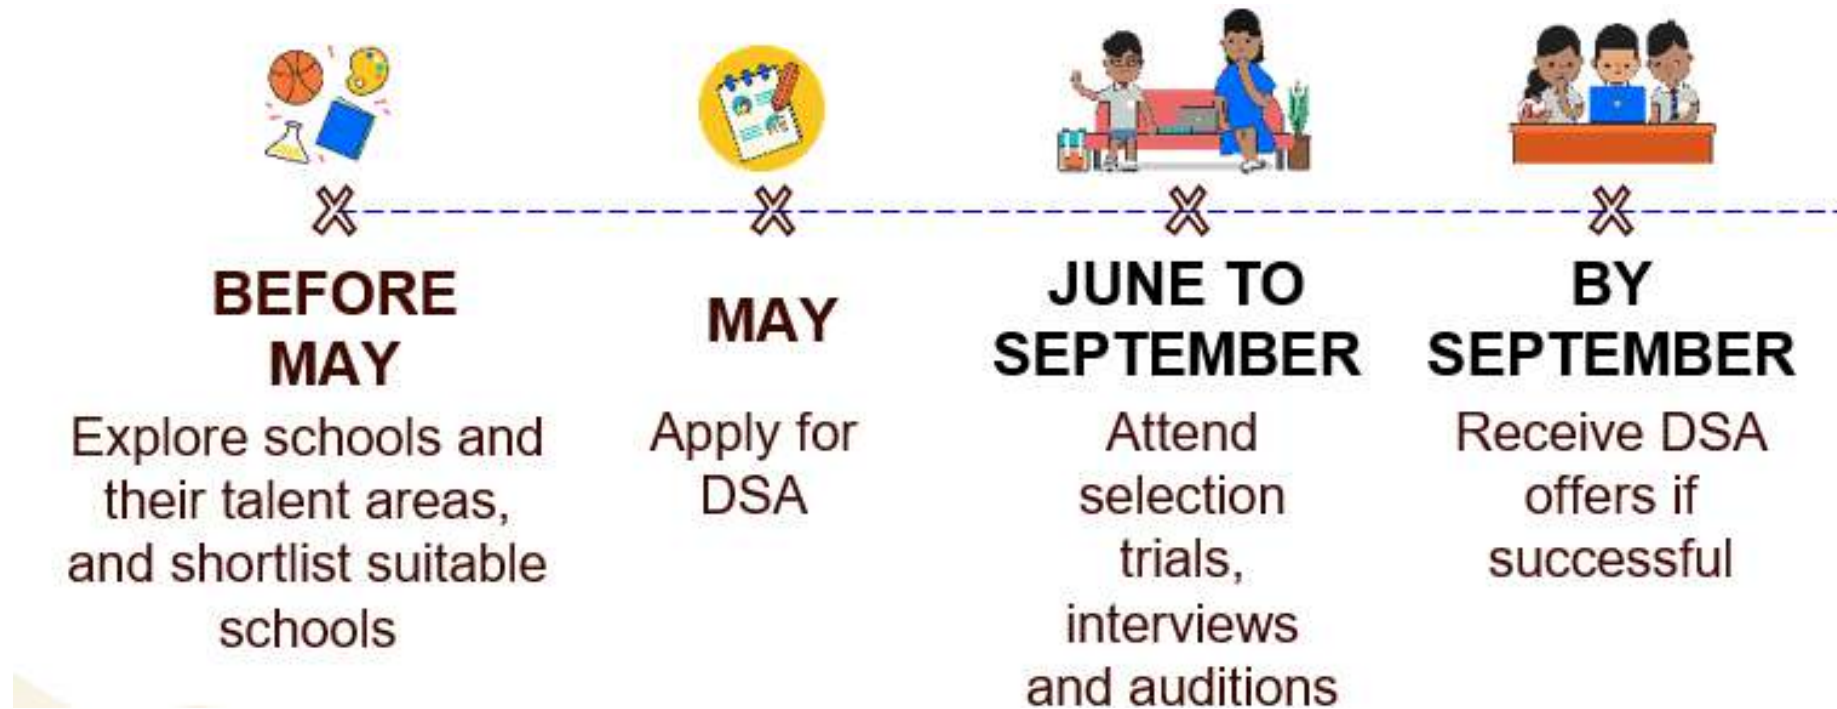 BEFORE
MAY
Explore schools and
their talent areas,
and shortlist suitable
schools
MAY
Apply for
DSA
JUNE TO
SEPTEMBER
Attend
selection
trials,
interviews
and auditions
BY
SEPTEMBER
Receive DSA
offers if
successful